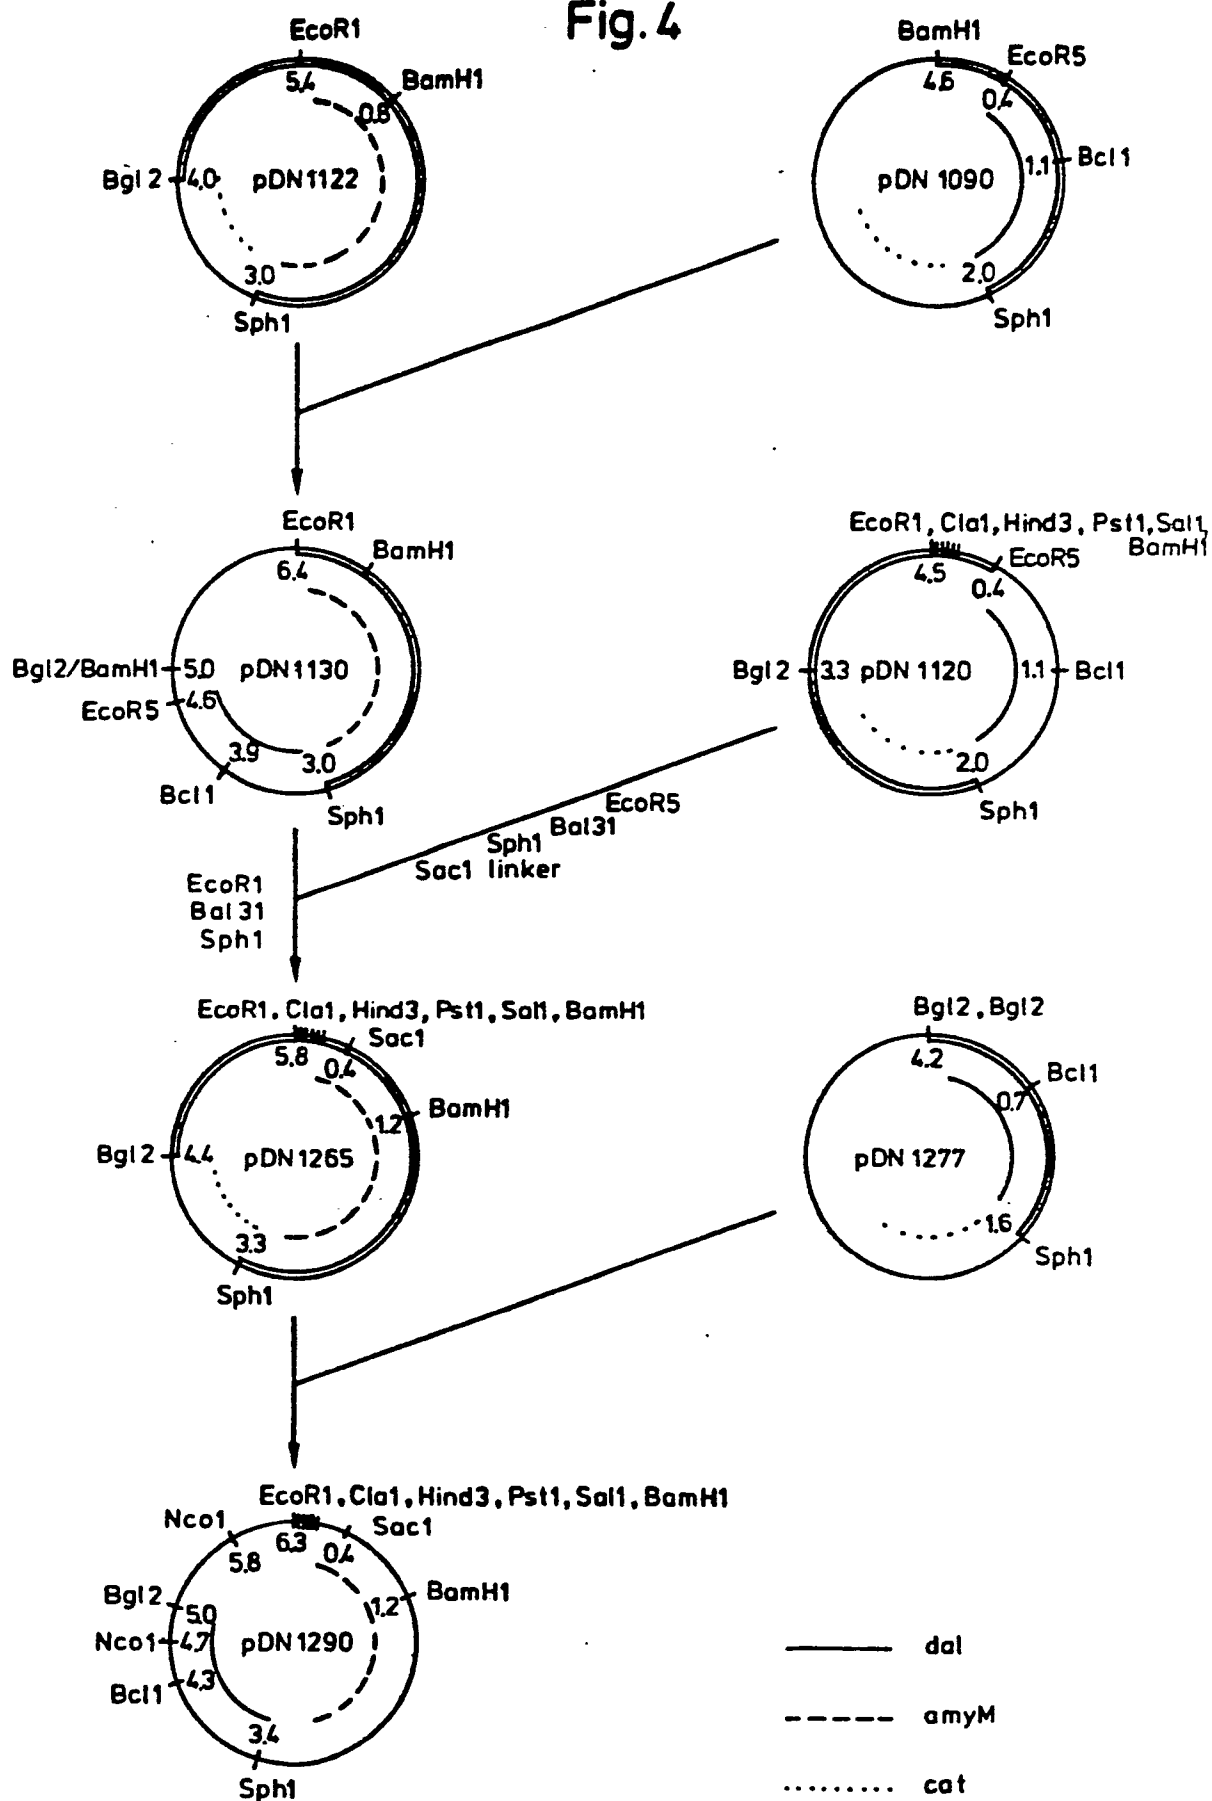 Fig. 4
EcoR1
5.4
BamH1
0.8
Bgl 2
4.0
pDN1122
3.0
Sph1
BamH1
4.6
EcoR5
0.4
1.1
Bcl1
pDN 1090
2.0
Sph1
EcoR1
6.4
BamH1
Bgl2/BamH1
5.0
pDN1130
EcoR5
4.6
3.9
3.0
Bcl1
Sph1
EcoR1, Cla1, Hind3, Pst1, Sal1,
BamH1
4.5
EcoR5
0.4
Bgl2
3.3
pDN 1120
1.1
Bcl1
2.0
Sph1
EcoR5
Bal31
Sph1
Sac1 linker
EcoR1
Bal31
Sph1
EcoR1, Cla1, Hind3, Pst1, Sal1, BamH1
5.8
Sac1
0.4
1.2
BamH1
Bgl2
4.4
pDN1265
3.3
Sph1
Bgl2, Bgl2
4.2
Bcl1
0.7
pDN 1277
1.6
Sph1
EcoR1, Cla1, Hind3, Pst1, Sal1, BamH1
Nco1
6.3
Sac1
5.8
0.4
Bgl2
5.0
1.2
BamH1
Nco1
4.7
pDN1290
Bcl1
4.3
3.4
Sph1
dal
amyM
cat